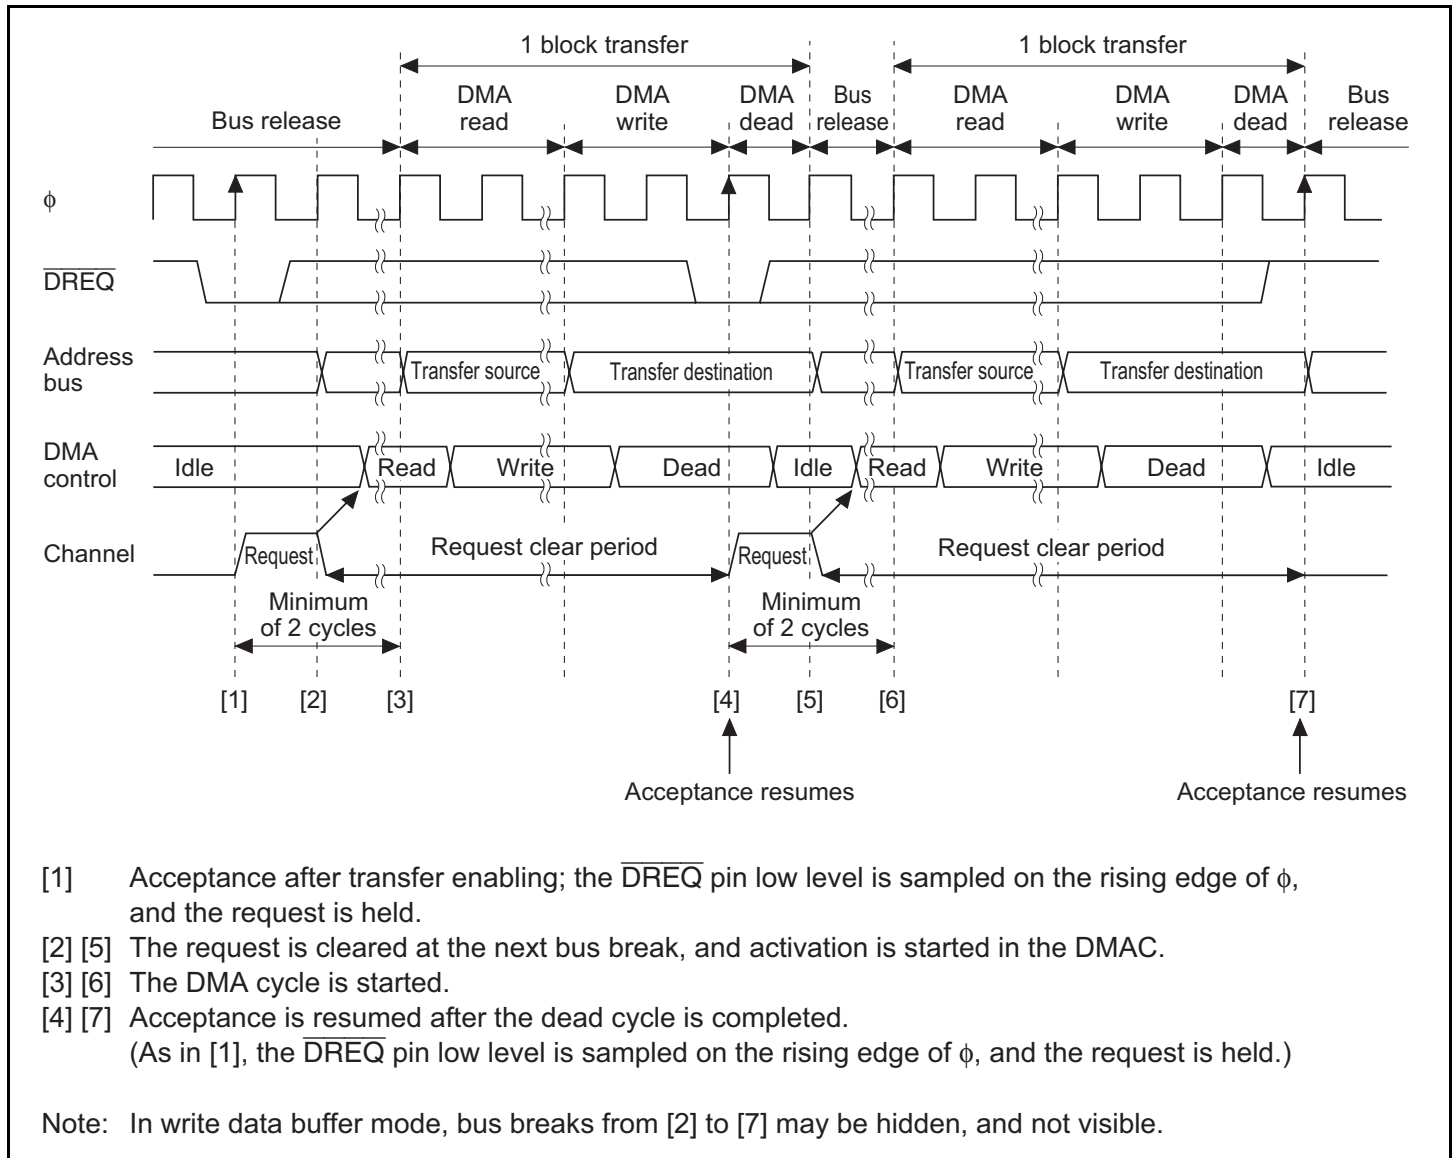 1 block transfer 1 block transfer
DMA read DMA write DMA dead Bus release DMA read DMA write DMA dead Bus release
Bus release
ϕ
DREQ
Address
bus
Transfer source Transfer destination Transfer source Transfer destination
DMA
control
Idle Read Write Dead Idle Read Write Dead Idle
Channel
Request Request clear period Request Request clear period
Minimum
of 2 cycles
Minimum
of 2 cycles
[1] [2] [3] [4] [5] [6] [7]
Acceptance resumes Acceptance resumes
[1] Acceptance after transfer enabling; the DREQ pin low level is sampled on the rising edge of ϕ,
and the request is held.
[2] [5] The request is cleared at the next bus break, and activation is started in the DMAC.
[3] [6] The DMA cycle is started.
[4] [7] Acceptance is resumed after the dead cycle is completed.
(As in [1], the DREQ pin low level is sampled on the rising edge of ϕ, and the request is held.)
Note: In write data buffer mode, bus breaks from [2] to [7] may be hidden, and not visible.